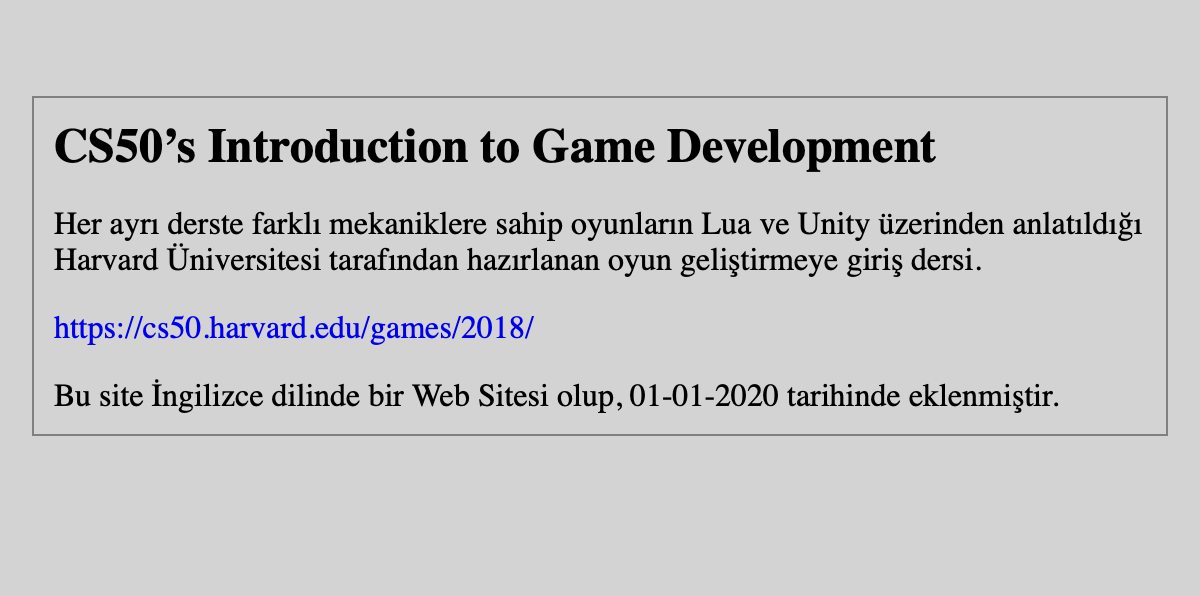 CS50’s Introduction to Game Development
Her ayrı derste farklı mekaniklere sahip oyunların Lua ve Unity üzerinden anlatıldığı
Harvard Üniversitesi tarafından hazırlanan oyun geliştirmeye giriş dersi.
https://cs50.harvard.edu/games/2018/
Bu site İngilizce dilinde bir Web Sitesi olup, 01-01-2020 tarihinde eklenmiştir.